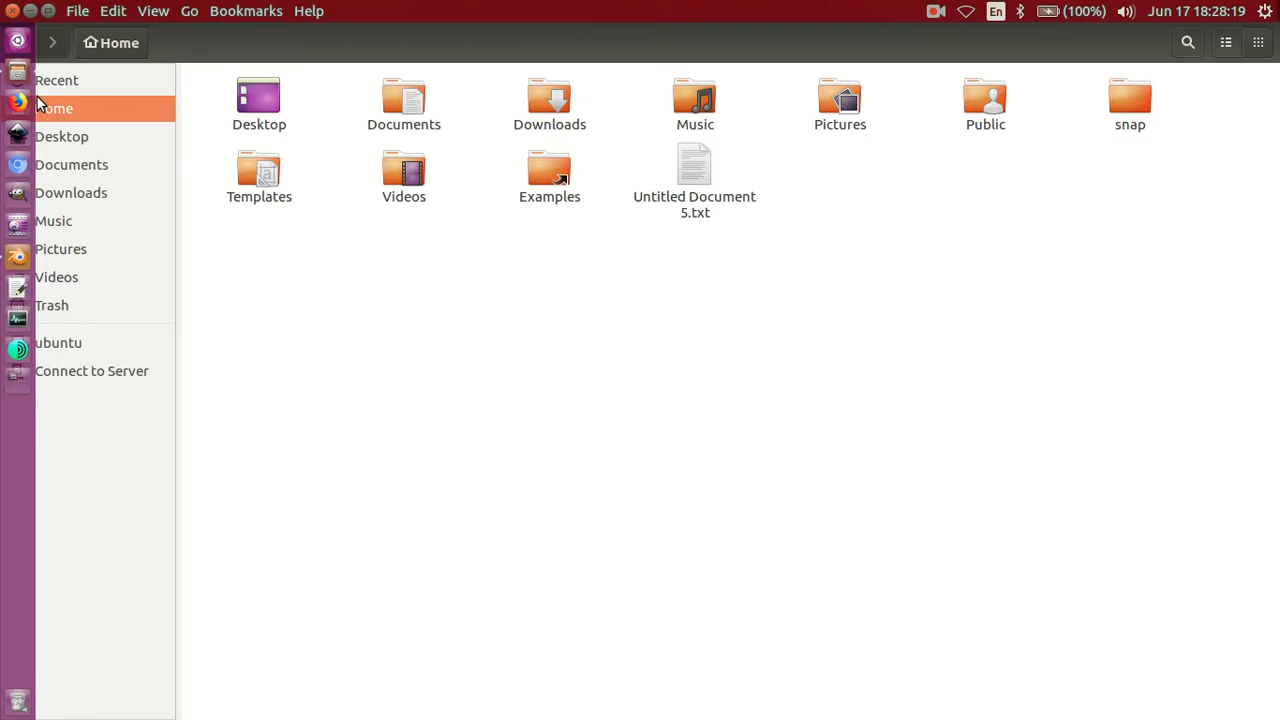 File Edit View Go Bookmarks Help
En (100%) Jun 17 18:28:19
Home
Recent
ome
Desktop
Documents
Downloads
Music
Pictures
Videos
Trash
ubuntu
Connect to Server
Desktop Documents Downloads Music Pictures Public snap
Templates Videos Examples Untitled Document
5.txt